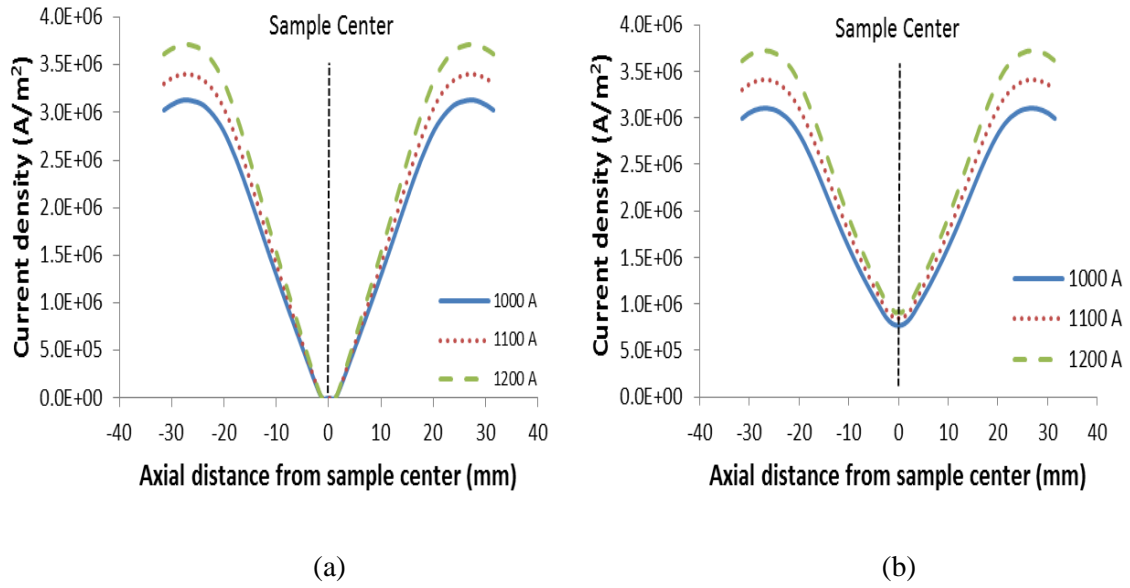 Sample Center
Current density (A/m²)
4.0E+06
3.5E+06
3.0E+06
2.5E+06
2.0E+06
1.5E+06
1.0E+06
5.0E+05
0.0E+00
1000 A
1100 A
1200 A
-40 -30 -20 -10 0 10 20 30 40
Axial distance from sample center (mm)
(a)
Sample Center
Current density (A/m²)
4.0E+06
3.5E+06
3.0E+06
2.5E+06
2.0E+06
1.5E+06
1.0E+06
5.0E+05
0.0E+00
1000 A
1100 A
1200 A
-40 -30 -20 -10 0 10 20 30 40
Axial distance from sample center (mm)
(b)